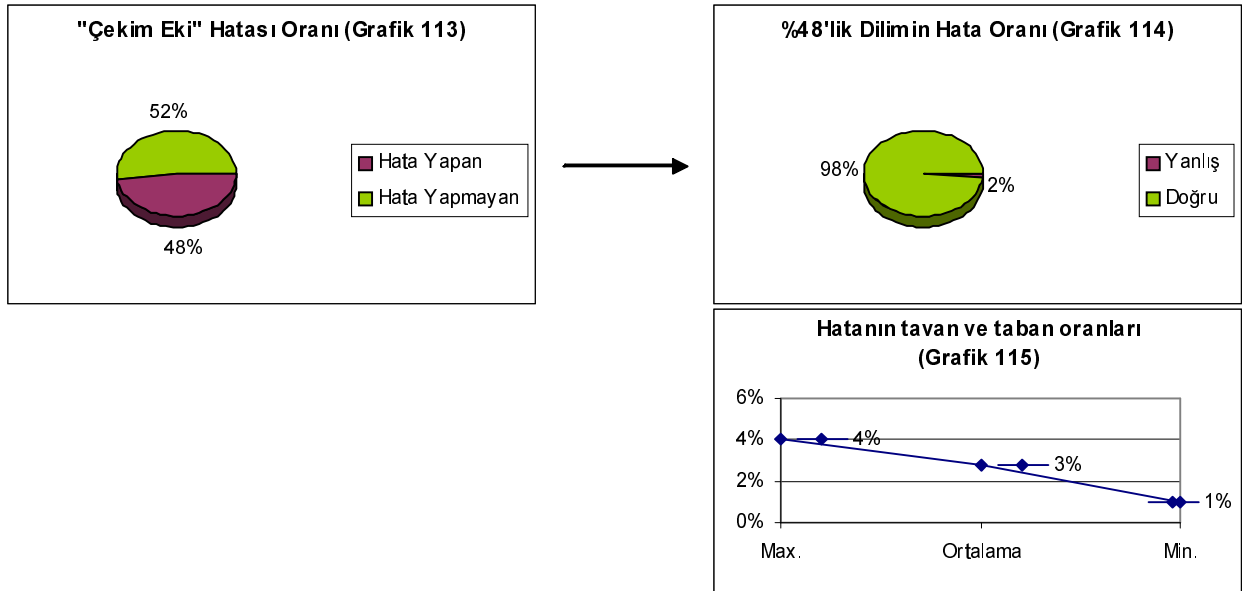 "Çekim Eki" Hatası Oranı (Grafik 113)
52%
48%
Hata Yapan
Hata Yapmayan
%48'lik Dilimin Hata Oranı (Grafik 114)
98%
2%
Yanlış
Doğru
Hatanın tavan ve taban oranları
(Grafik 115)
6%
4%
2%
0%
4%
3%
1%
Max. Ortalama Min.